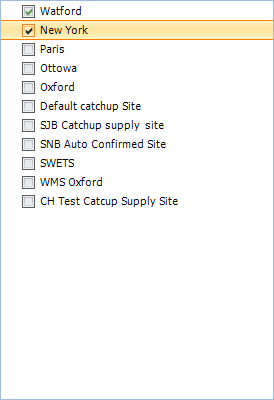 Watford
New York
Paris
Ottowa
Oxford
Default catchup Site
SJB Catchup supply site
SNB Auto Confirmed Site
SWETS
WMS Oxford
CH Test Catcup Supply Site